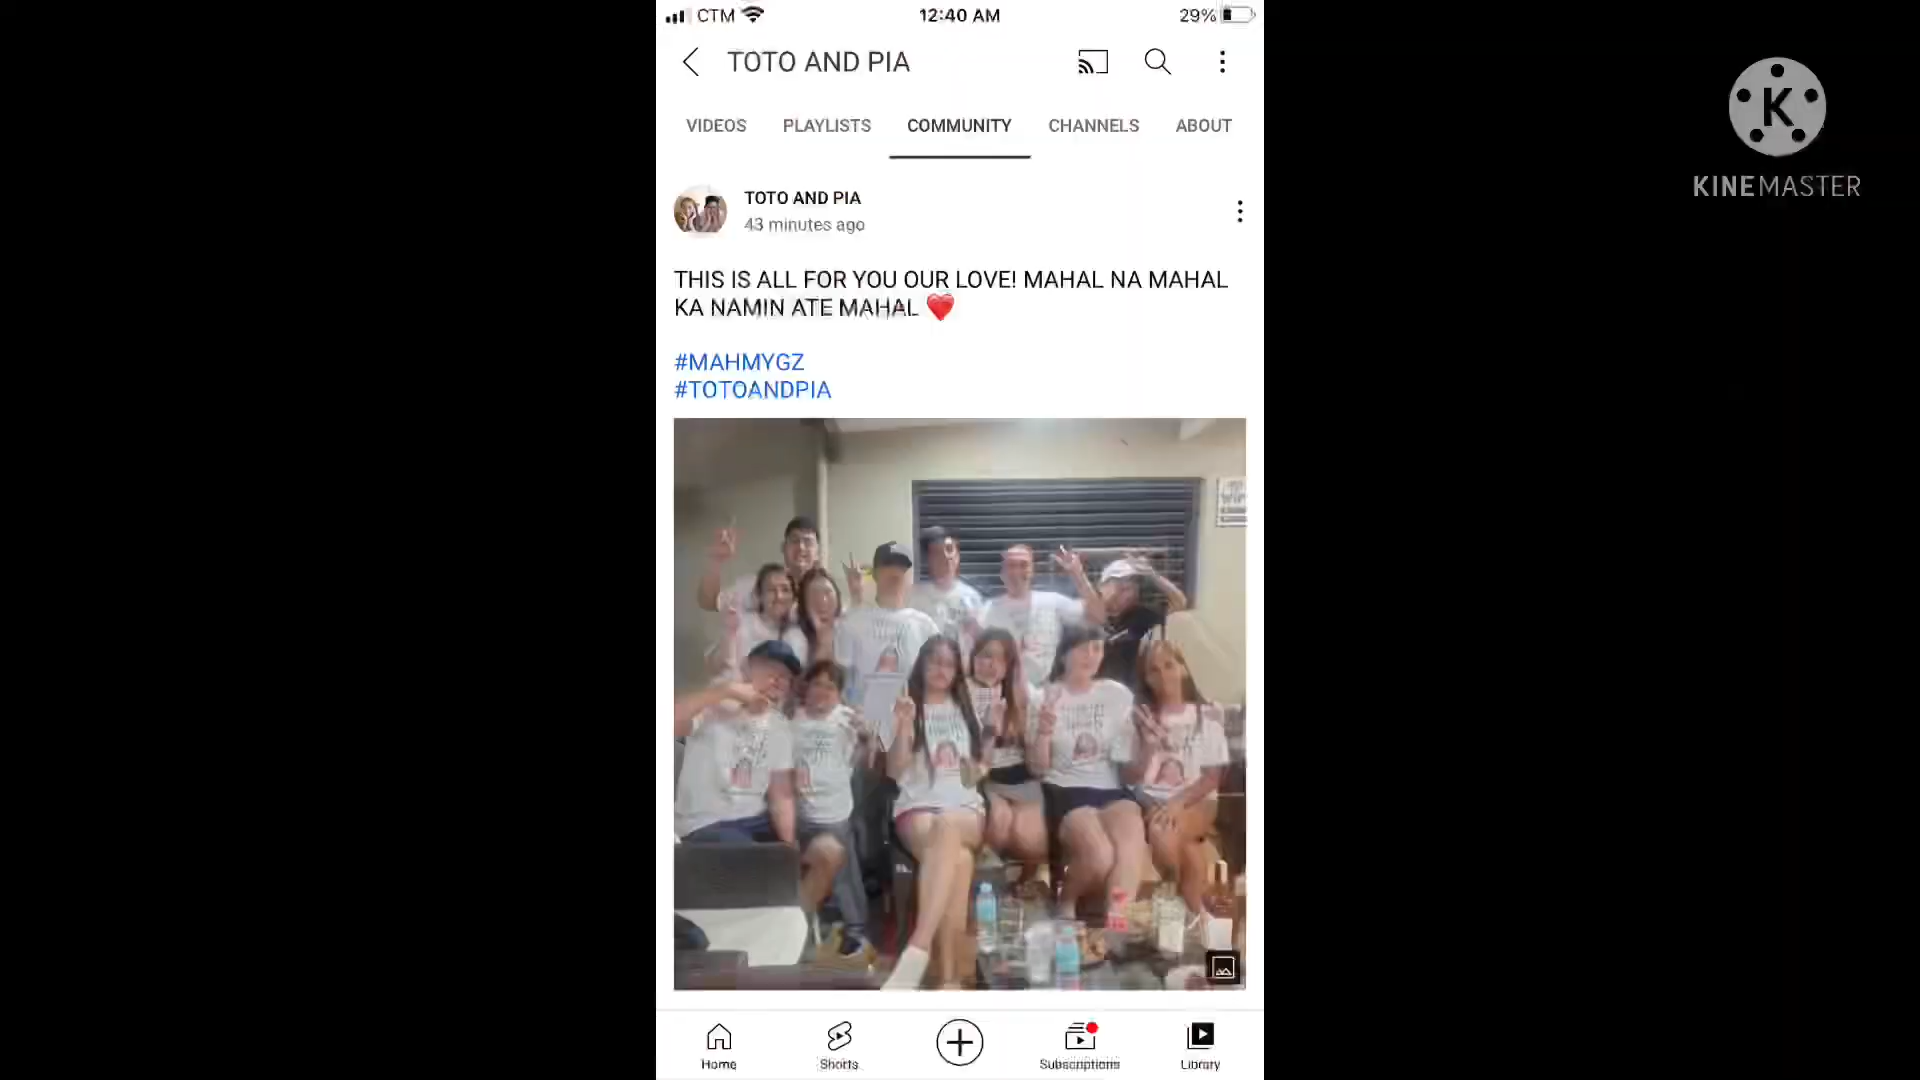 CTM
12:40 AM
29%
TOTO AND PIA
VIDEOS
PLAYLISTS
COMMUNITY
CHANNELS
ABOUT
TOTO AND PIA
43 minutes ago
THIS IS ALL FOR YOU OUR LOVE! MAHAL NA MAHAL
KA NAMIN ATE MAHAL ❤️
#MAHMYGZ
#TOTOANDPIA
Home
Shorts
Subscriptions
Library
K
KINEMASTER